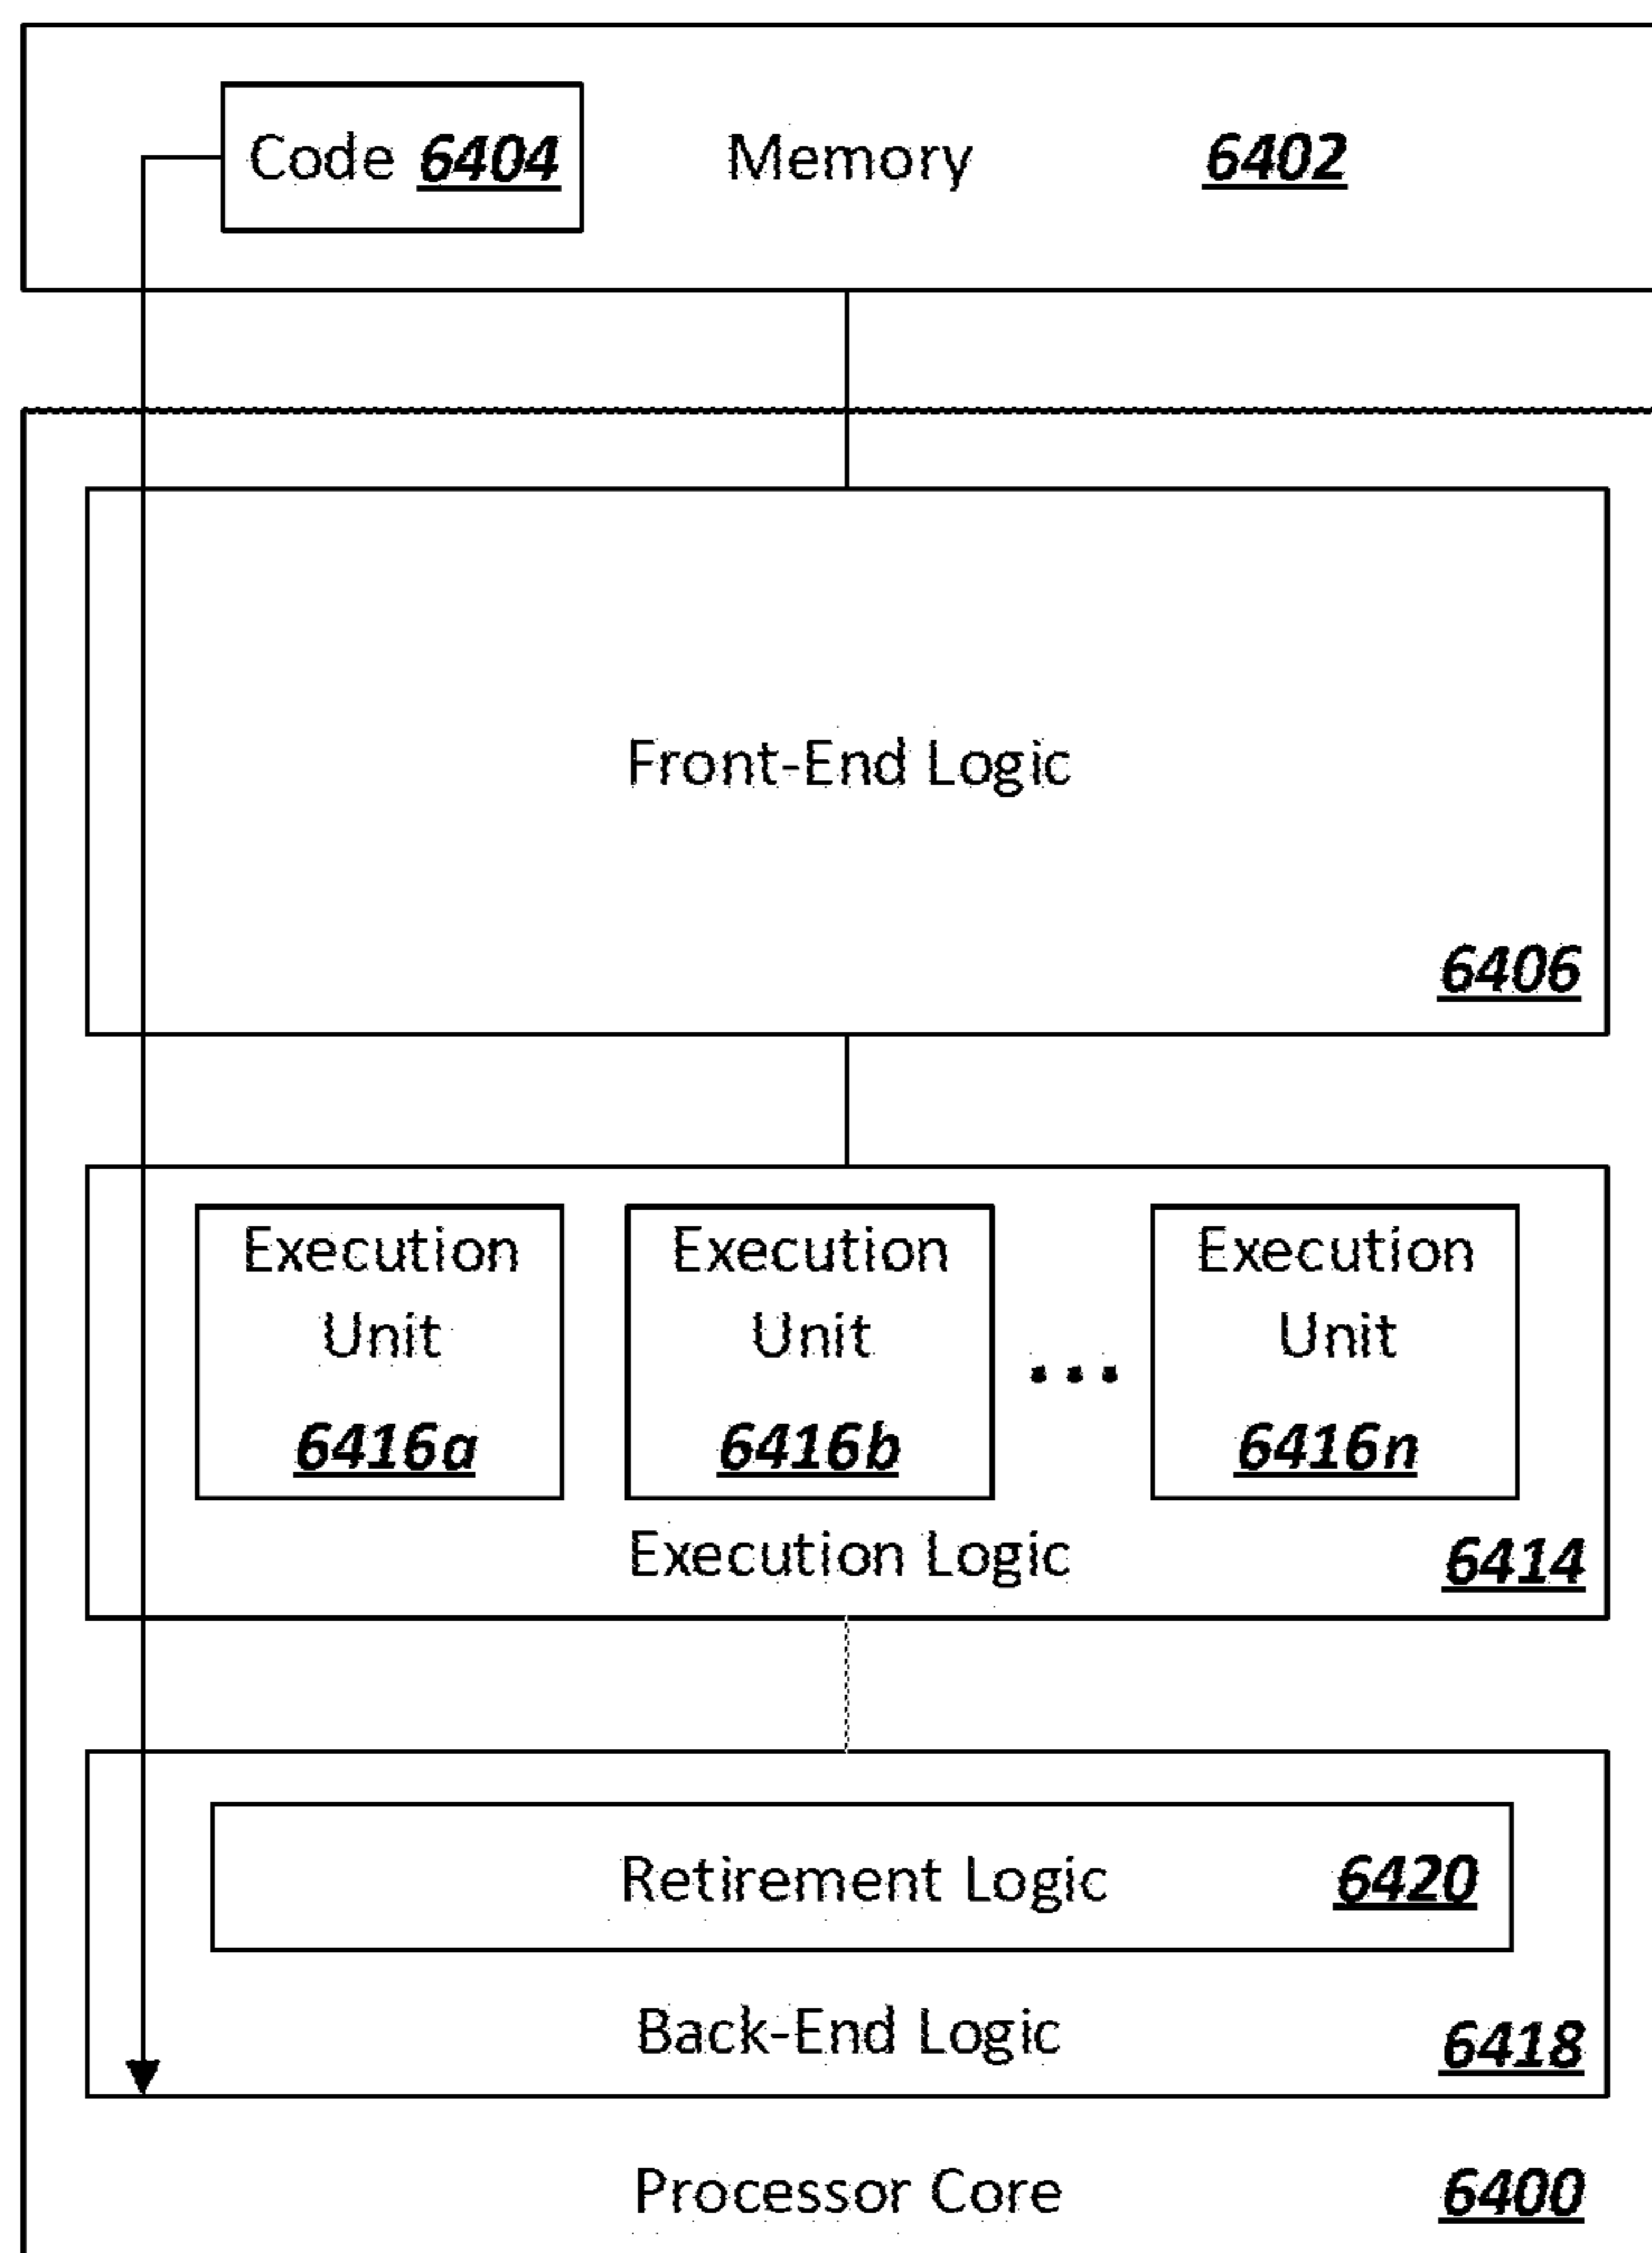 Code 6404 Memory 6402
Front-End Logic
6406
Execution Unit 6416a
Execution Unit 6416b
...
Execution Unit 6416n
Execution Logic 6414
Retirement Logic 6420
Back-End Logic 6418
Processor Core 6400